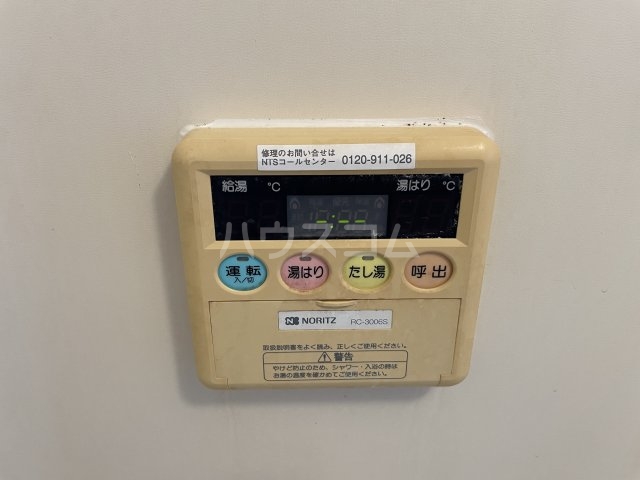 修理のお問い合せは
NTSコールセンター 0120-911-026
給湯 ℃ 優先 湯はり ℃
ハウスコム
運転 入/切 湯はり たし湯 呼出
NORITZ RC-3006S
取扱説明書をよく読み、正しくご使用ください。
警告
やけど防止のため、シャワー・入浴の時は
お湯の温度を確かめてご使用ください。